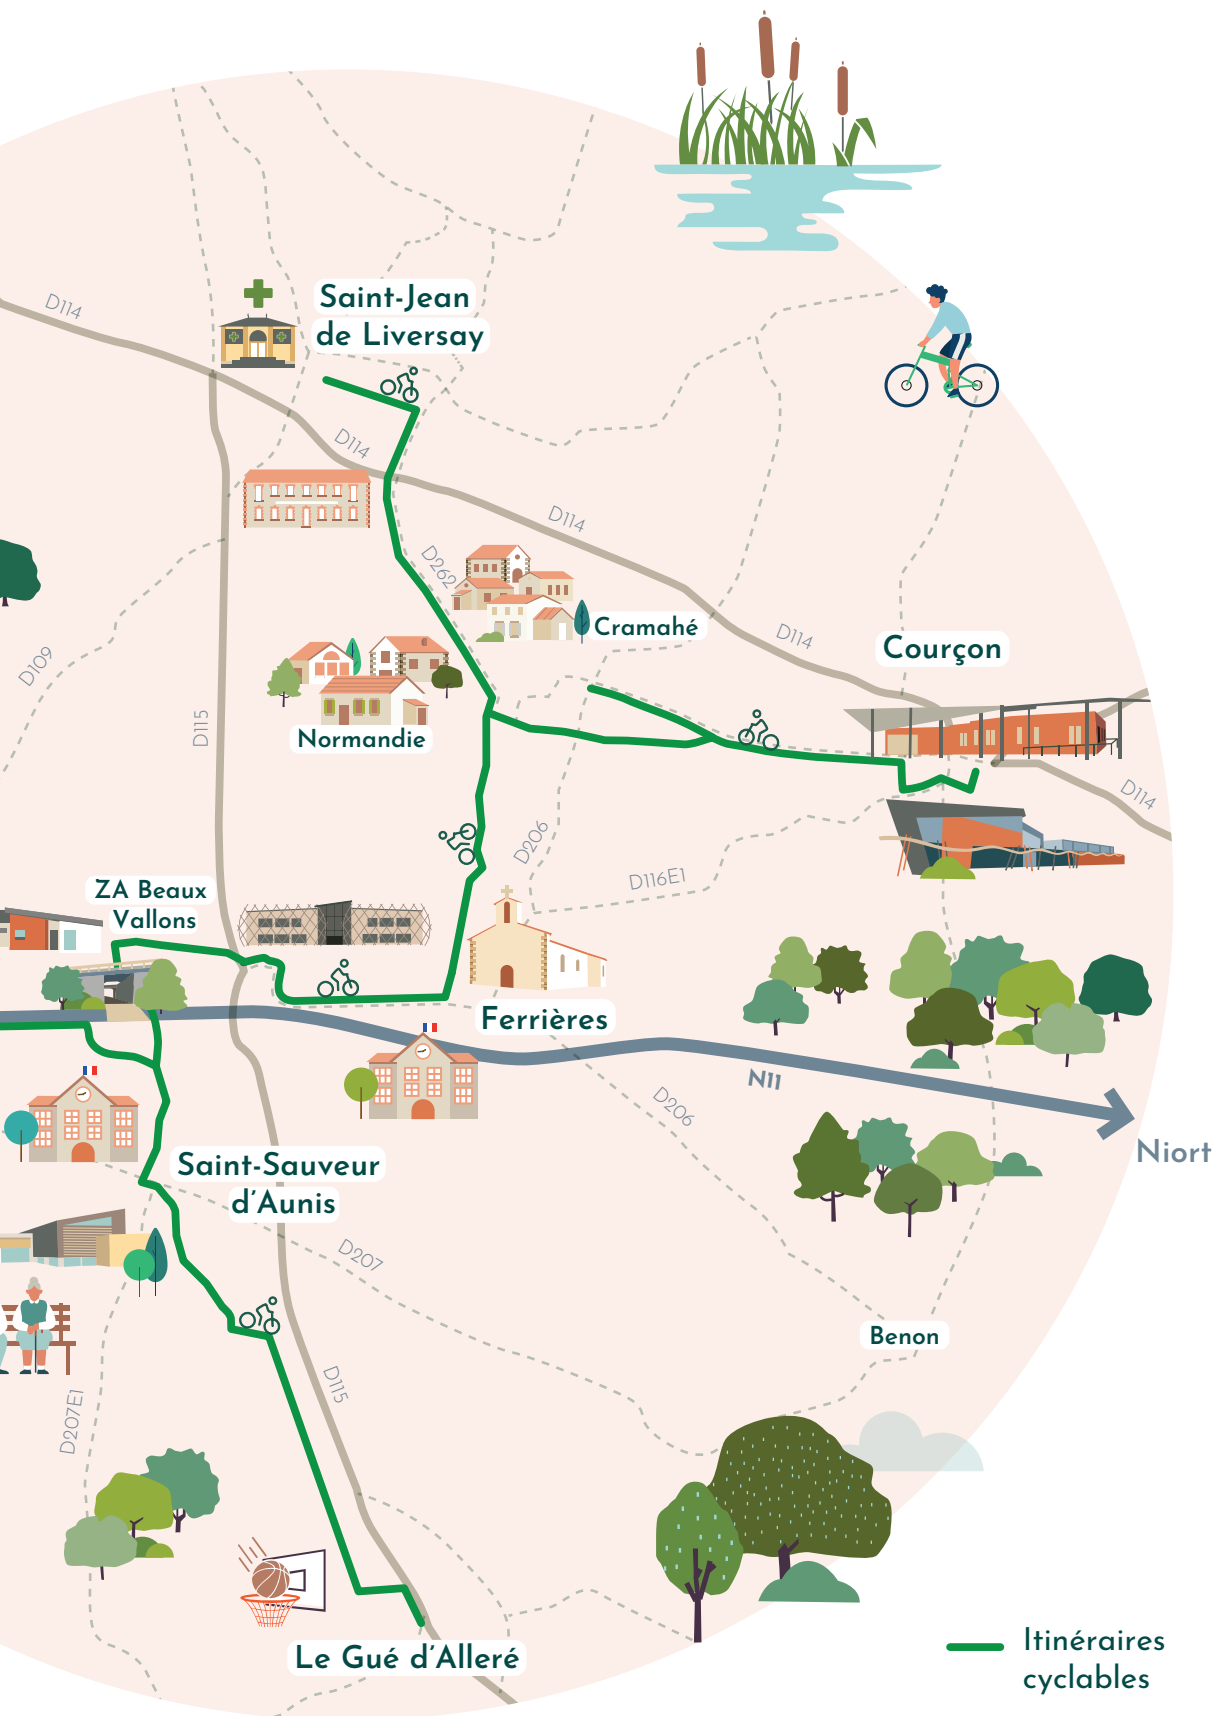 D114
Saint-Jean
de Liversay
D114
D114
D262
Cramahé
D114
Courçon
D109
D115
Normandie
D114
D206
D116E1
ZA Beaux
Vallons
Ferrières
N11
D206
Niort
Saint-Sauveur
d'Aunis
D207
Benon
D115
D207E1
Le Gué d'Alleré
Itinéraires
cyclables